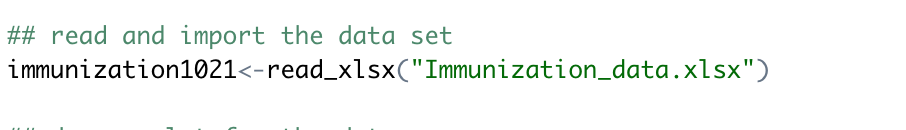 ## read and import the data set
immunization1021<-read_xlsx("Immunization_data.xlsx")